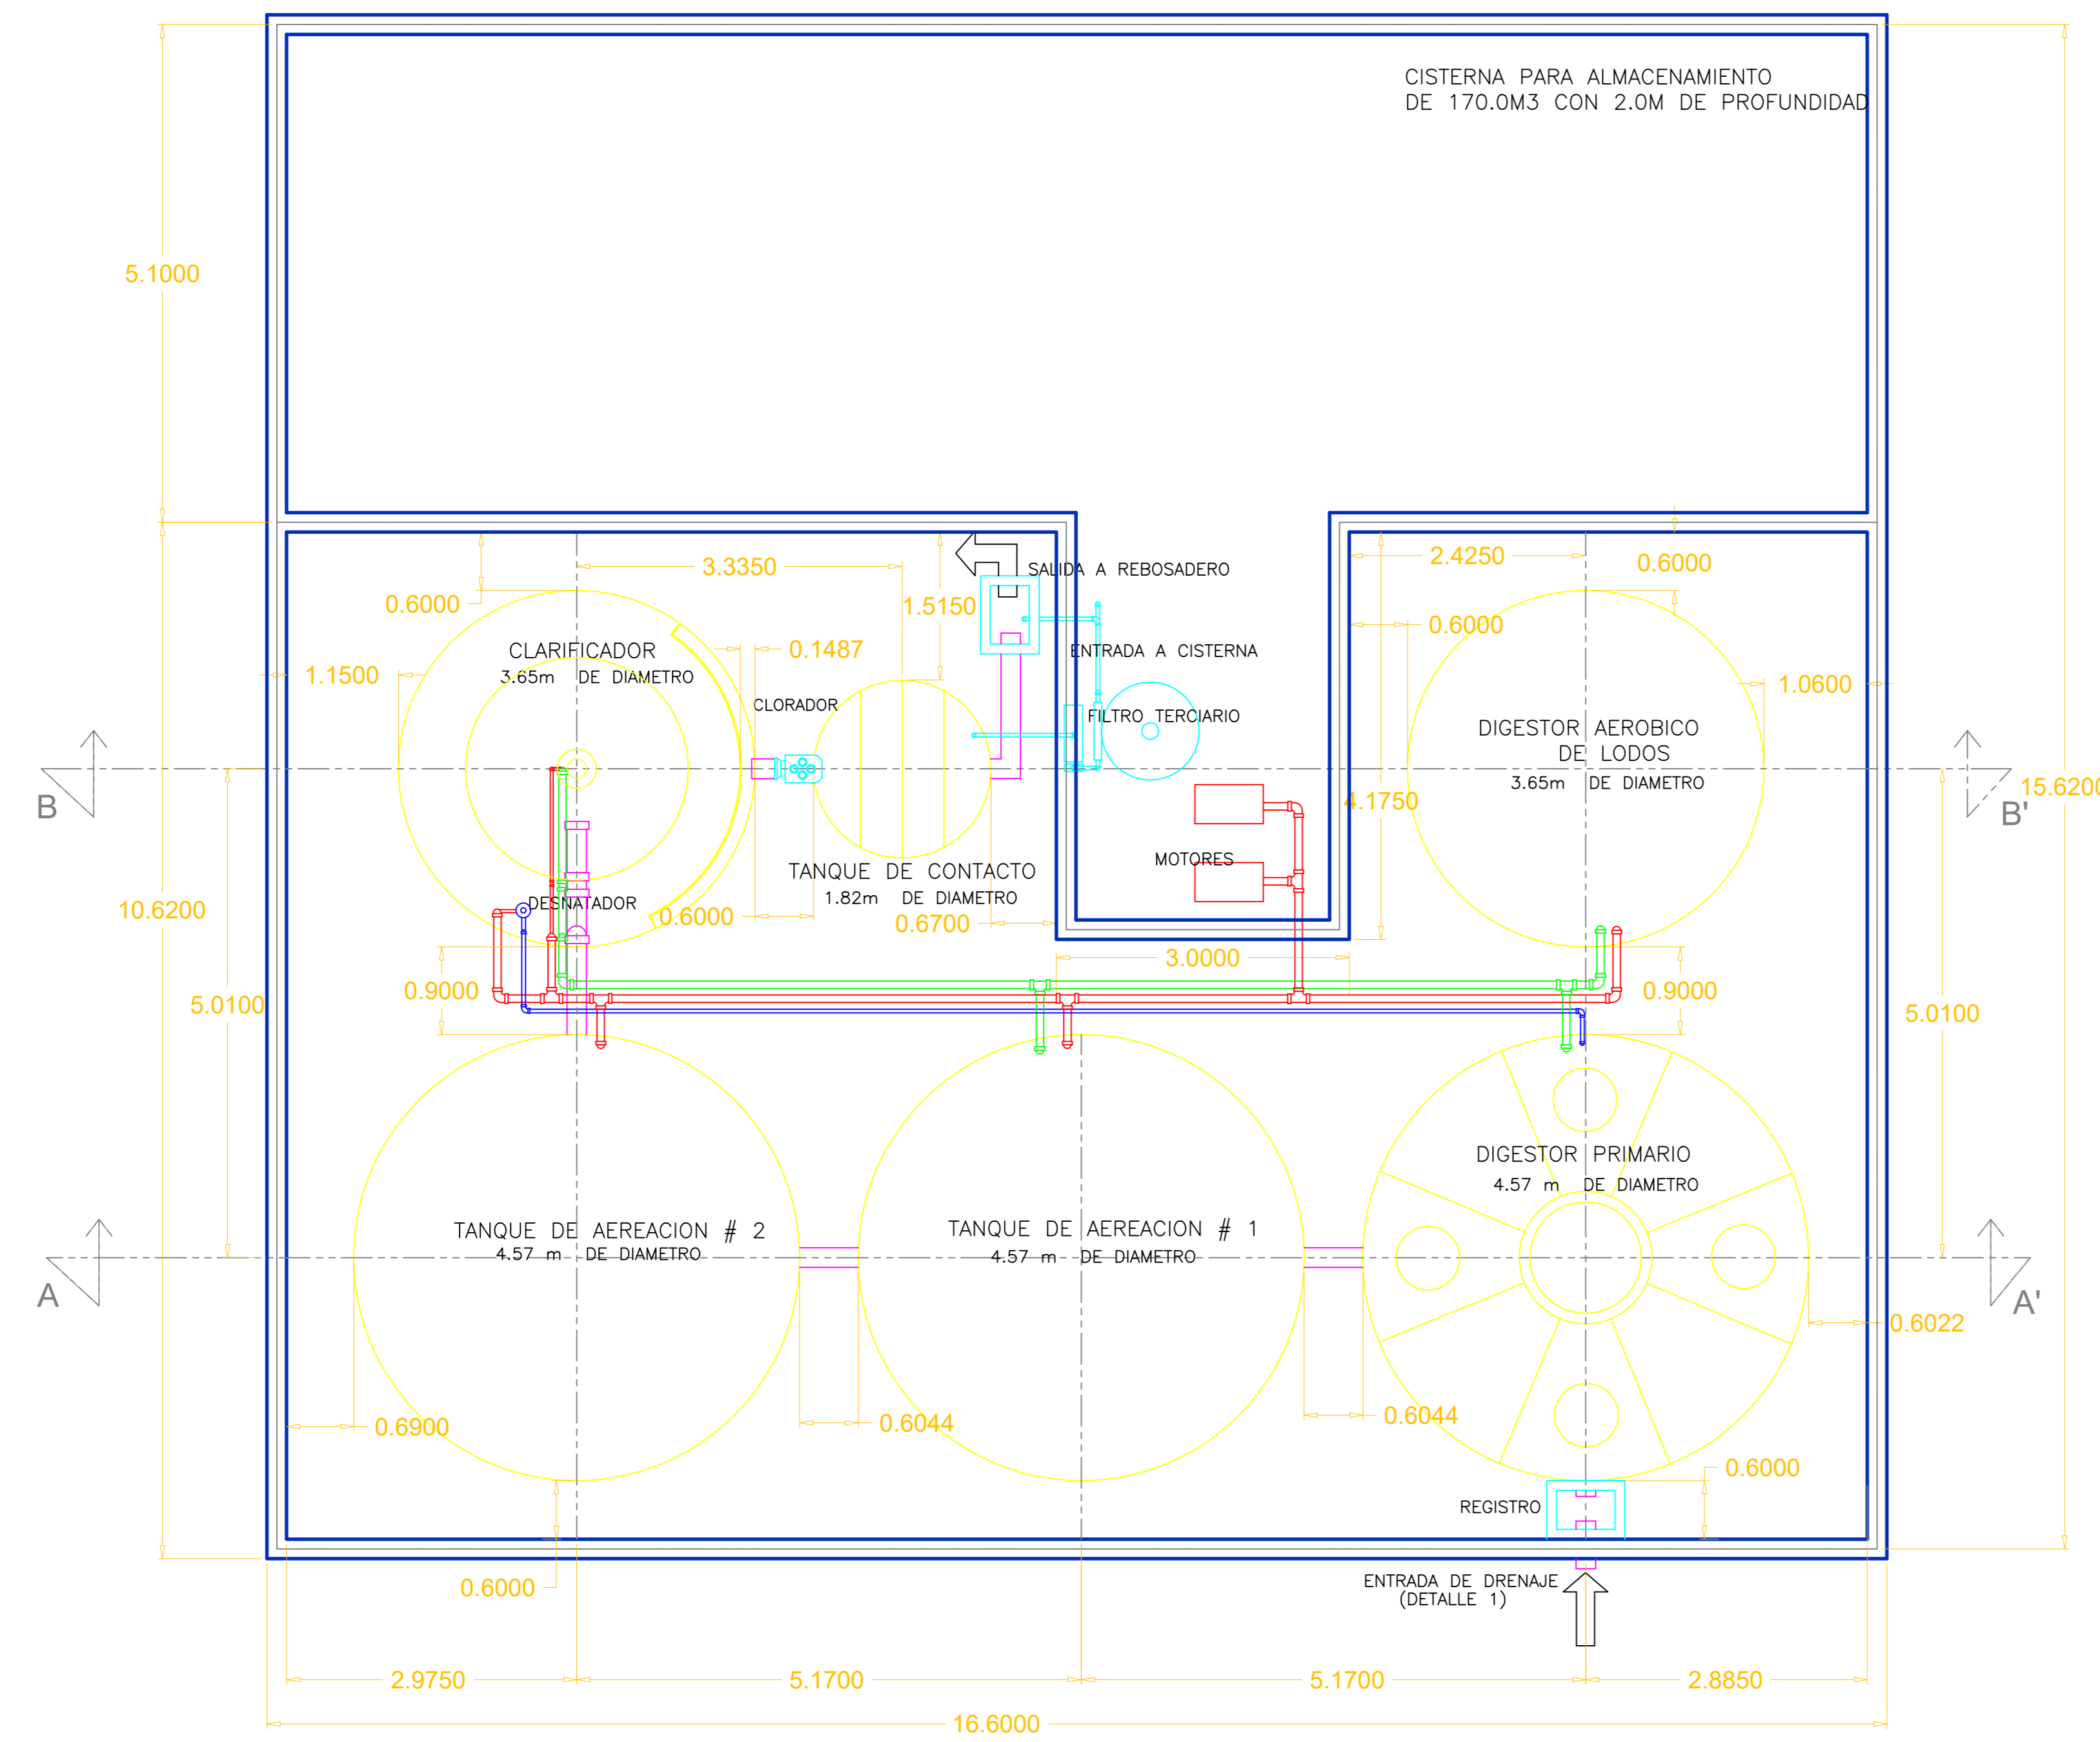 CISTERNA PARA ALMACENAMIENTO
DE 170.0M3 CON 2.0M DE PROFUNDIDAD
5.1000
3.3350
2.4250
0.6000
SALIDA A REBOSADERO
0.6000
1.5150
0.6000
CLARIFICADOR
3.65m DE DIAMETRO
0.1487
ENTRADA A CISTERNA
1.1500
1.0600
CLORADOR
FILTRO TERCIARIO
DIGESTOR AEROBICO
DE LODOS
3.65m DE DIAMETRO
B
B'
15.6200
4.1750
MOTORES
TANQUE DE CONTACTO
1.82m DE DIAMETRO
DESNATADOR
0.6000
0.6700
10.6200
3.0000
0.9000
0.9000
5.0100
5.0100
DIGESTOR PRIMARIO
4.57 m DE DIAMETRO
TANQUE DE AEREACION # 2
4.57 m DE DIAMETRO
TANQUE DE AEREACION # 1
4.57 m DE DIAMETRO
A
A'
0.6022
0.6900
0.6044
0.6044
0.6000
REGISTRO
0.6000
ENTRADA DE DRENAJE
(DETALLE 1)
2.9750
5.1700
5.1700
2.8850
16.6000